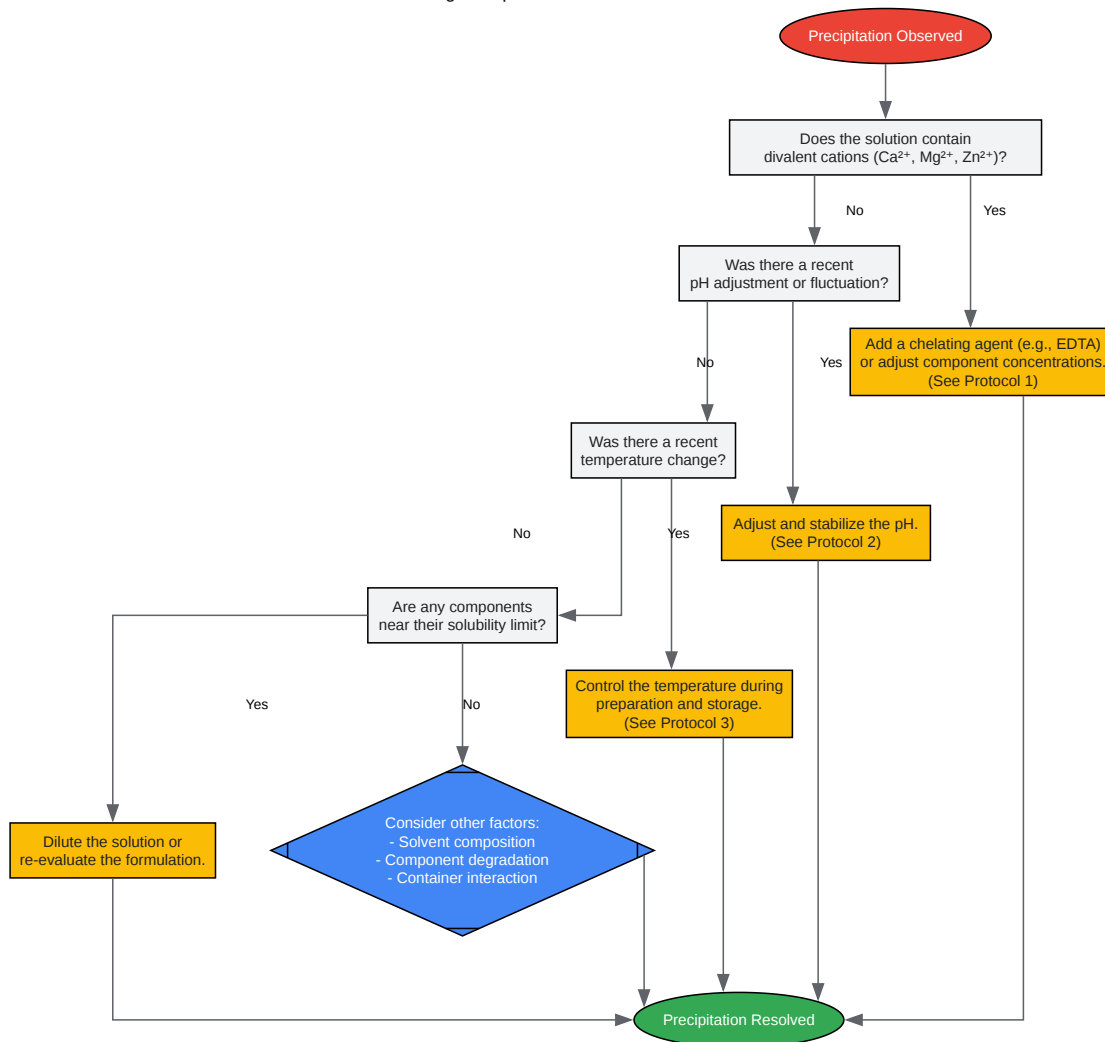 Precipitation Observed
Does the solution contain
divalent cations (Ca²⁺, Mg²⁺, Zn²⁺)?
No
Yes
Was there a recent
pH adjustment or fluctuation?
Add a chelating agent (e.g., EDTA)
or adjust component concentrations.
(See Protocol 1)
No
Yes
Was there a recent
temperature change?
Adjust and stabilize the pH.
(See Protocol 2)
No
Yes
Are any components
near their solubility limit?
Control the temperature during
preparation and storage.
(See Protocol 3)
Yes
No
Consider other factors:
- Solvent composition
- Component degradation
- Container interaction
Dilute the solution or
re-evaluate the formulation.
Precipitation Resolved